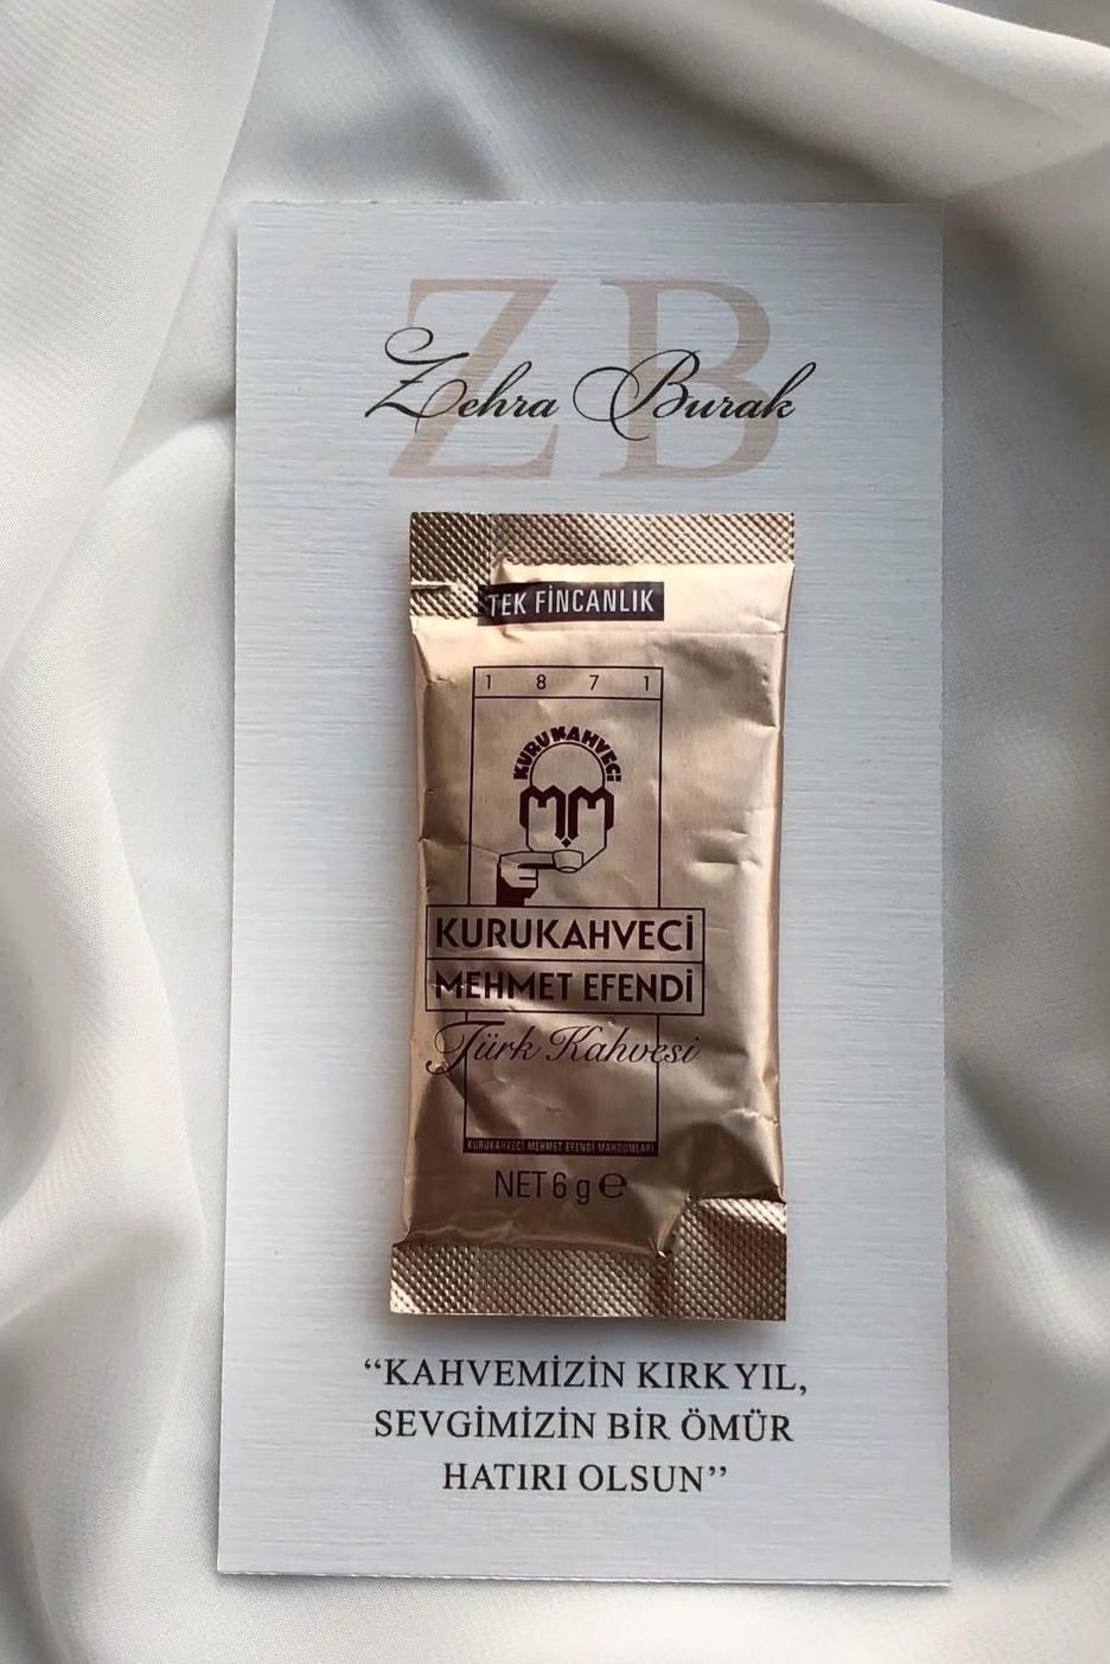 Z B
Zehra Burak
TEK FİNCANLIK
1 8 7 1
KURUKAHVECİ
MM
KURUKAHVECİ
MEHMET EFENDİ
Türk Kahvesi
KURUKAHVECİ MEHMET EFENDİ MAHDUMLARI
NET 6 g ℮
“KAHVEMİZİN KIRK YIL,
SEVGİMİZİN BİR ÖMÜR
HATIRI OLSUN”